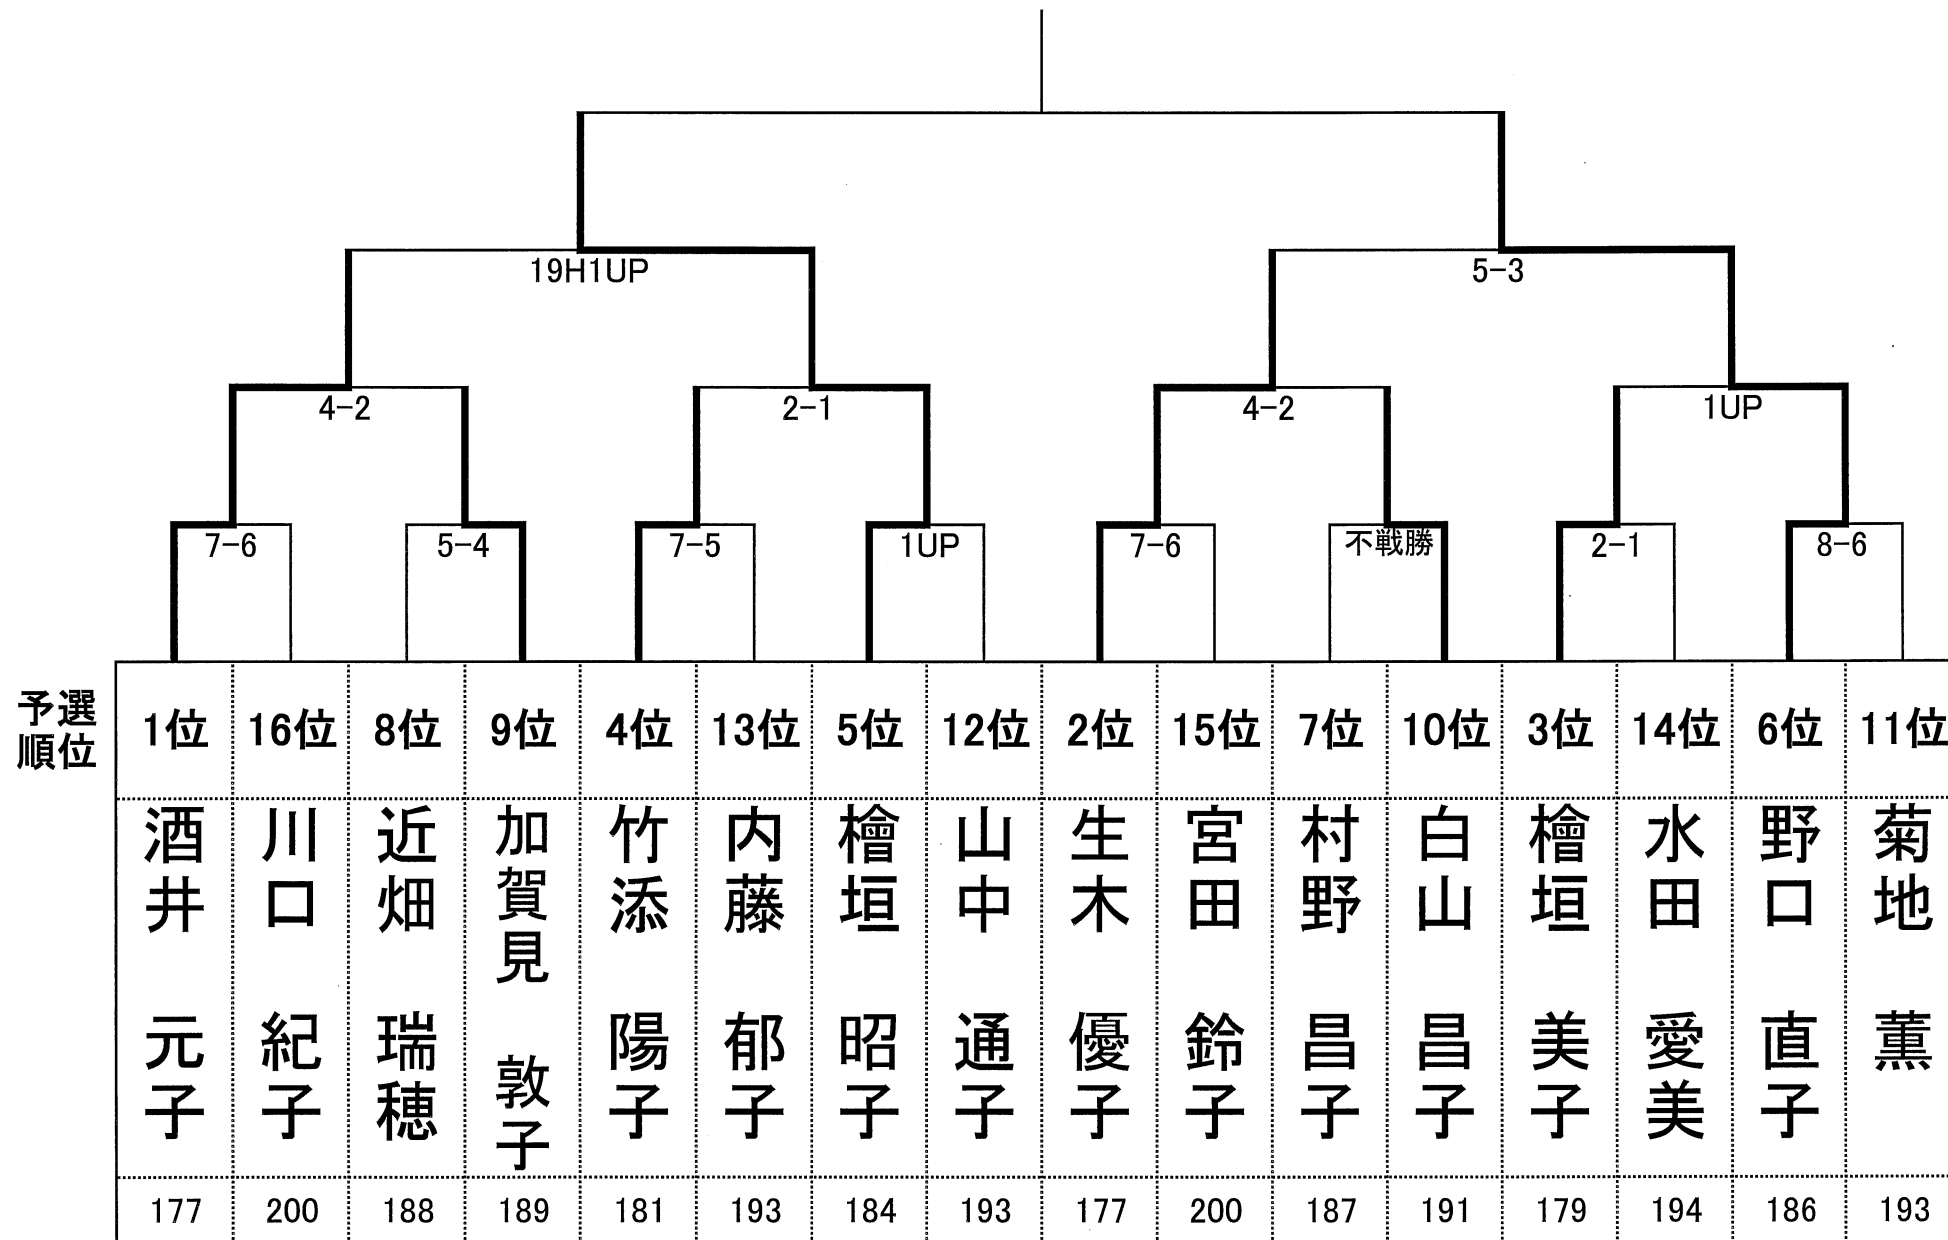 19H1UP 5-3
4-2 2-1 4-2 1UP
7-6 5-4 7-5 1UP 7-6 不戦勝 2-1 8-6
予選順位 1位 16位 8位 9位 4位 13位 5位 12位 2位 15位 7位 10位 3位 14位 6位 11位
酒井 元子
川口 紀子
近畑 瑞穂
加賀見 敦子
竹添 陽子
内藤 郁子
檜垣 昭子
山中 通子
生木 優子
宮田 鈴子
村野 昌子
白山 昌子
檜垣 美子
水田 愛美
野口 直子
菊地 薫
177 200 188 189 181 193 184 193 177 200 187 191 179 194 186 193